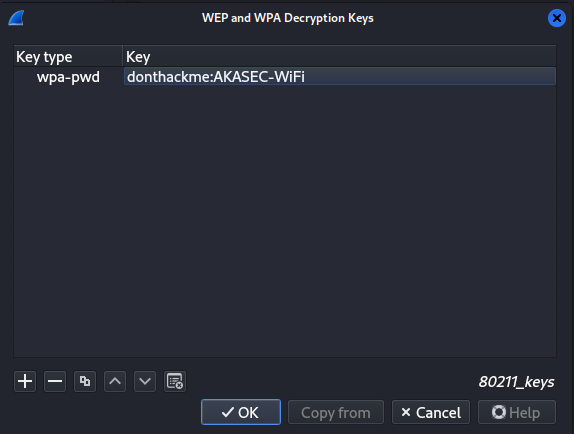 WEP and WPA Decryption Keys
Key type Key
wpa-pwd donthackme:AKASEC-WiFi
80211_keys
OK Copy from Cancel Help